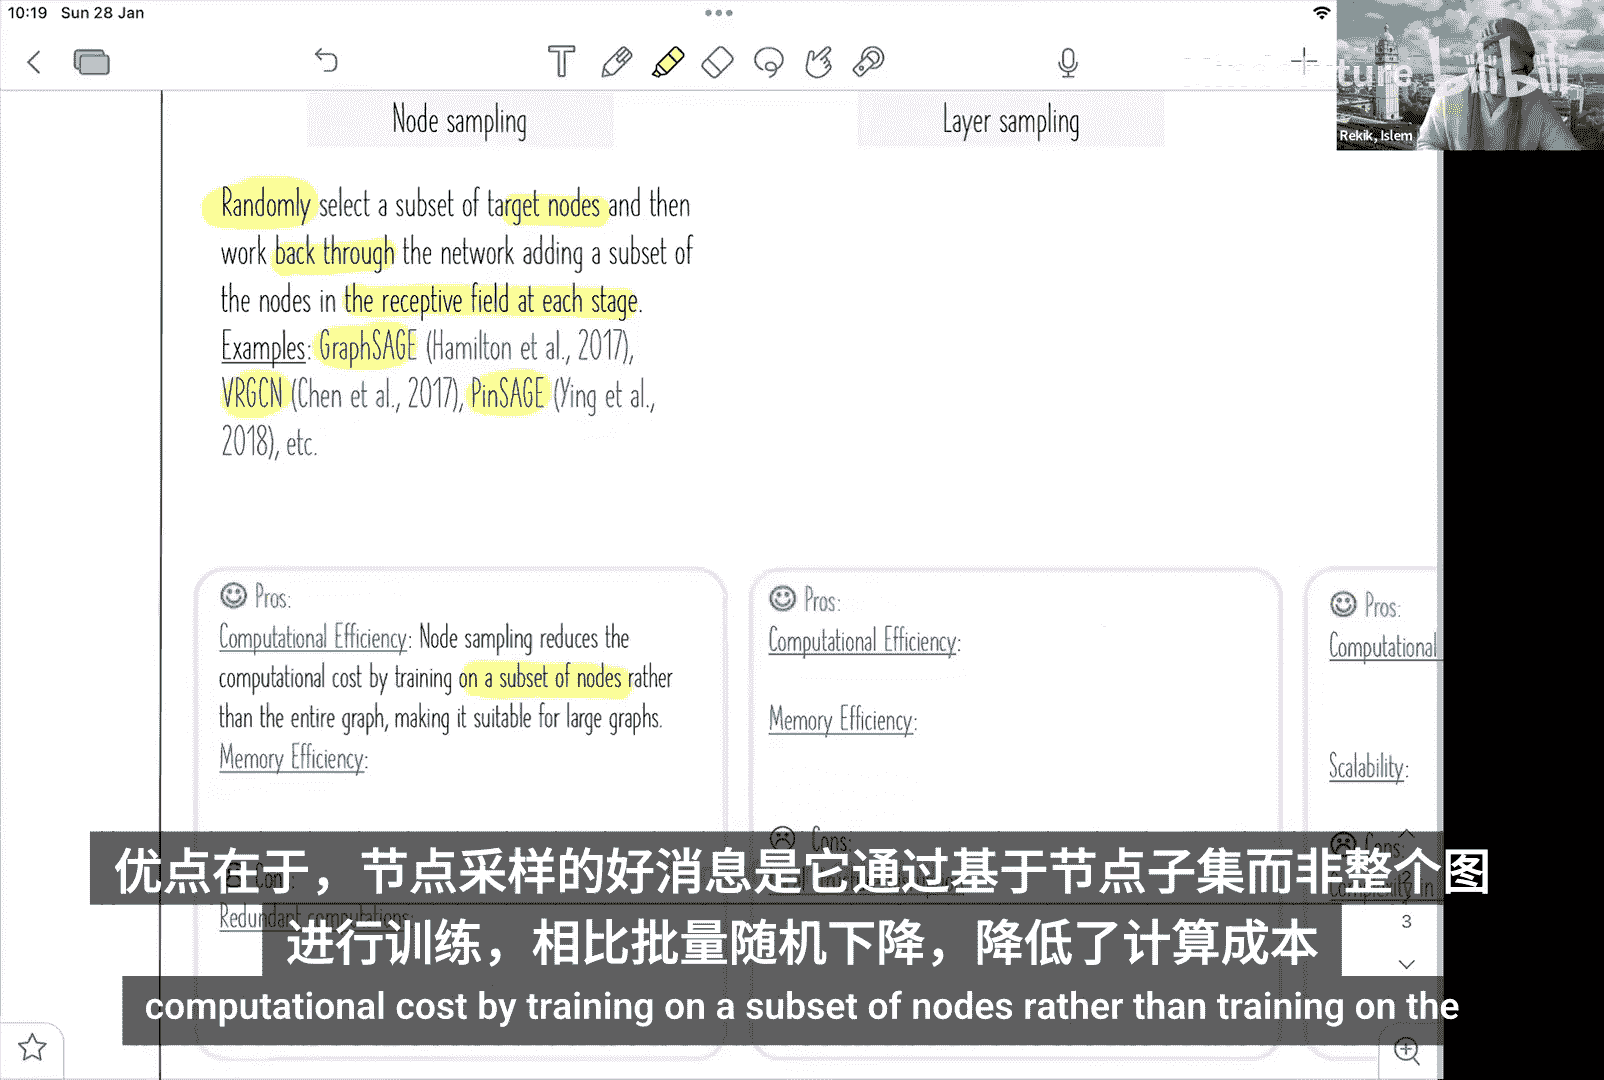 10:19 Sun 28 Jan
ture
bilibili
Rekik, Islem
Node sampling
Layer sampling
Randomly select a subset of target nodes and then
work back through the network adding a subset of
the nodes in the receptive field at each stage.
Examples: GraphSAGE (Hamilton et al., 2017),
VRGCN (Chen et al., 2017), PinSAGE (Ying et al.,
2018), etc.
Pros:
Computational Efficiency: Node sampling reduces the
computational cost by training on a subset of nodes rather
than the entire graph, making it suitable for large graphs.
Memory Efficiency:
Cons:
Redundant computations:
Pros:
Computational Efficiency:
Memory Efficiency:
Cons:
Pros:
Computational
Scalability:
Cons:
Complexity in
3
优点在于，节点采样的好消息是它通过基于节点子集而非整个图
进行训练，相比批量随机下降，降低了计算成本
computational cost by training on a subset of nodes rather than training on the